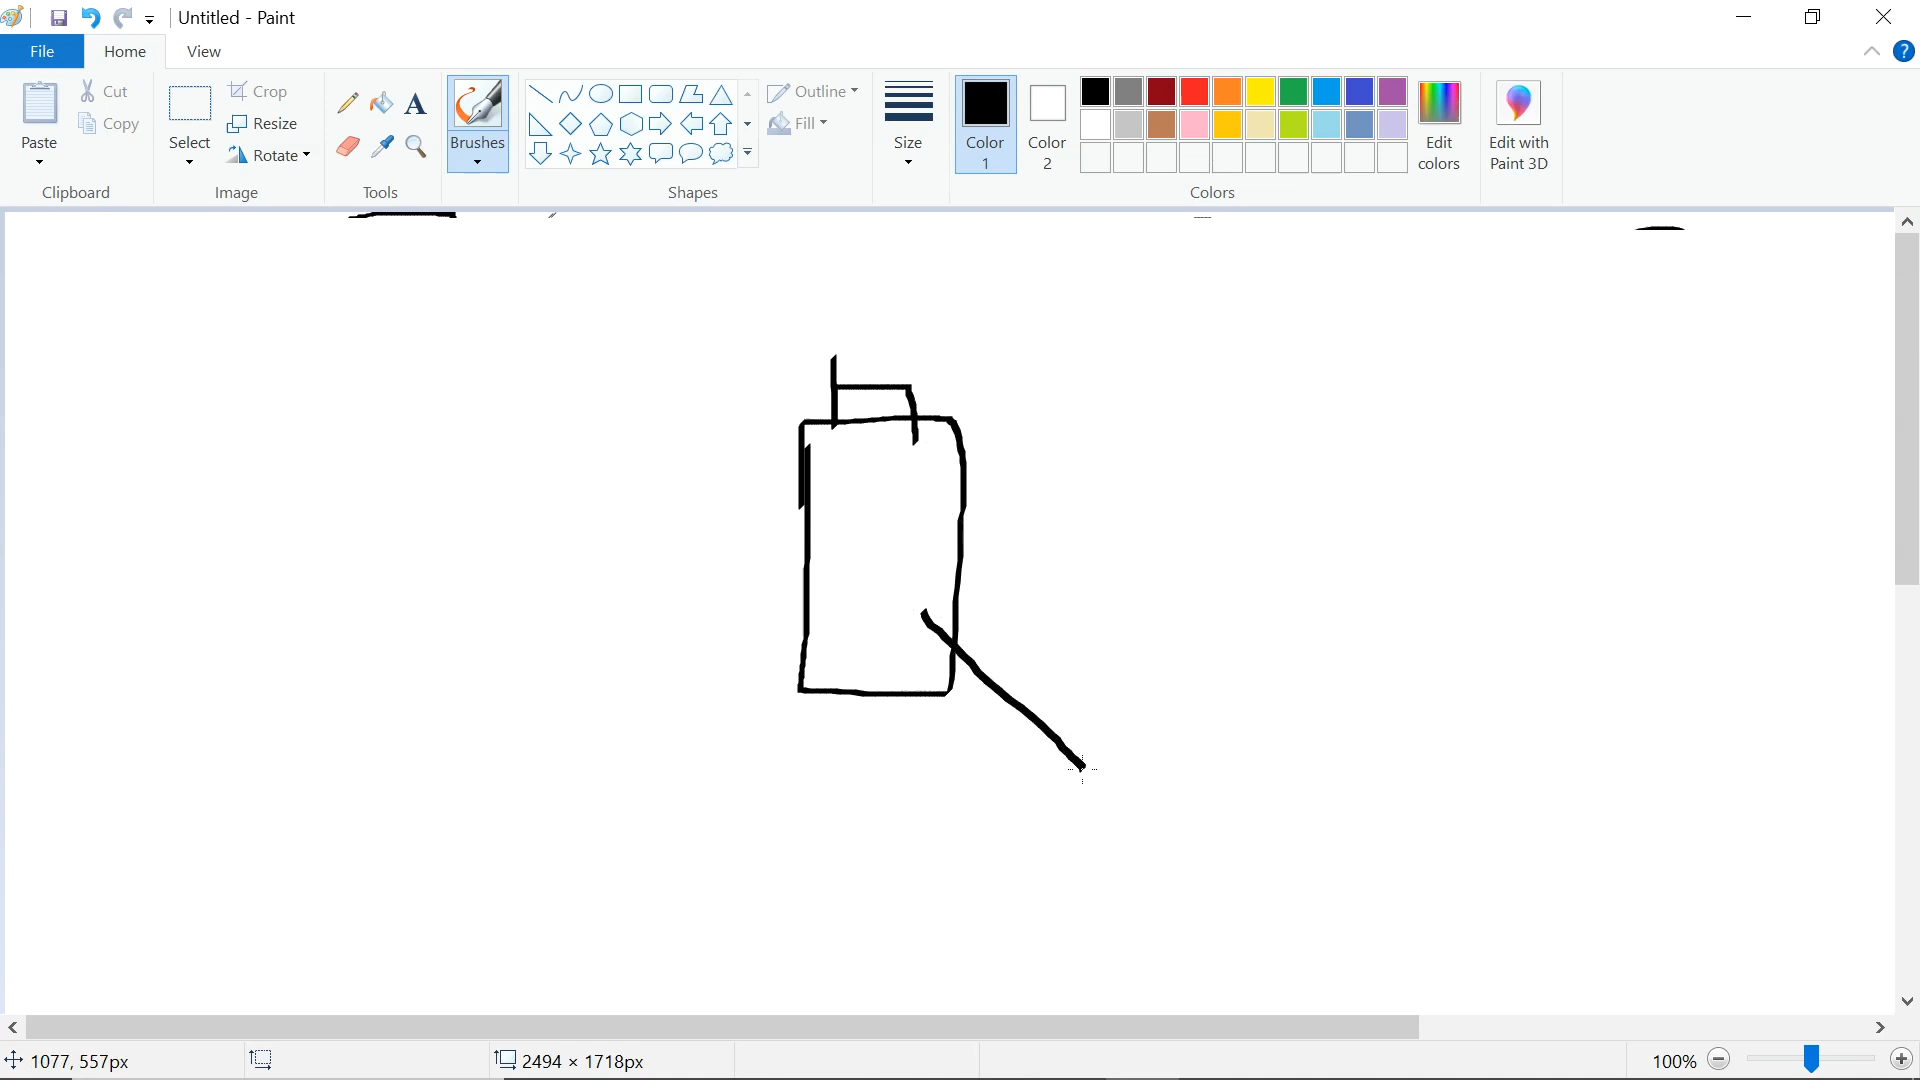 Untitled - Paint
File Home View
Paste
Cut
Copy
Clipboard
Select
Crop
Resize
Rotate
Image
A
Tools
Brushes
Shapes
Outline
Fill
Size
Color 1
Color 2
Edit colors
Colors
Edit with Paint 3D
?
1077, 557px
2494 × 1718px
100%